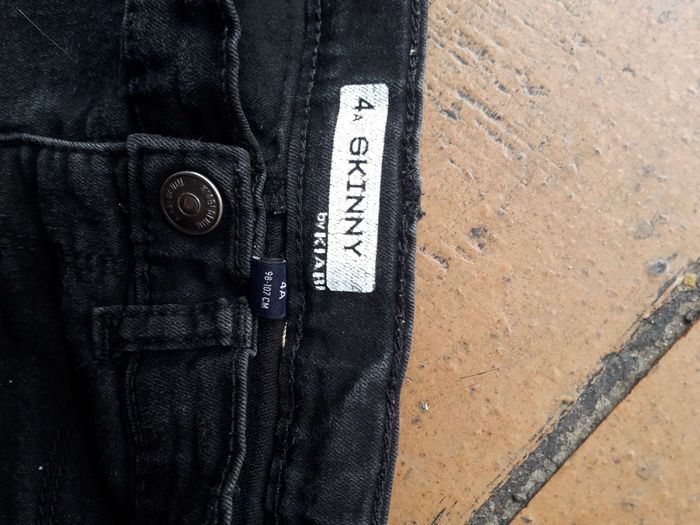 4A SKINNY
by KIABI
4A
98-107 CM